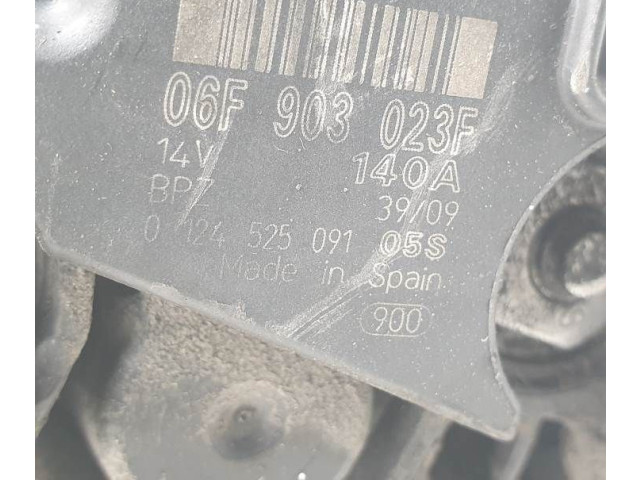 06F 903 023F
14V 140A
BPZ 39/09
0 124 525 091 05S
Made in Spain
900